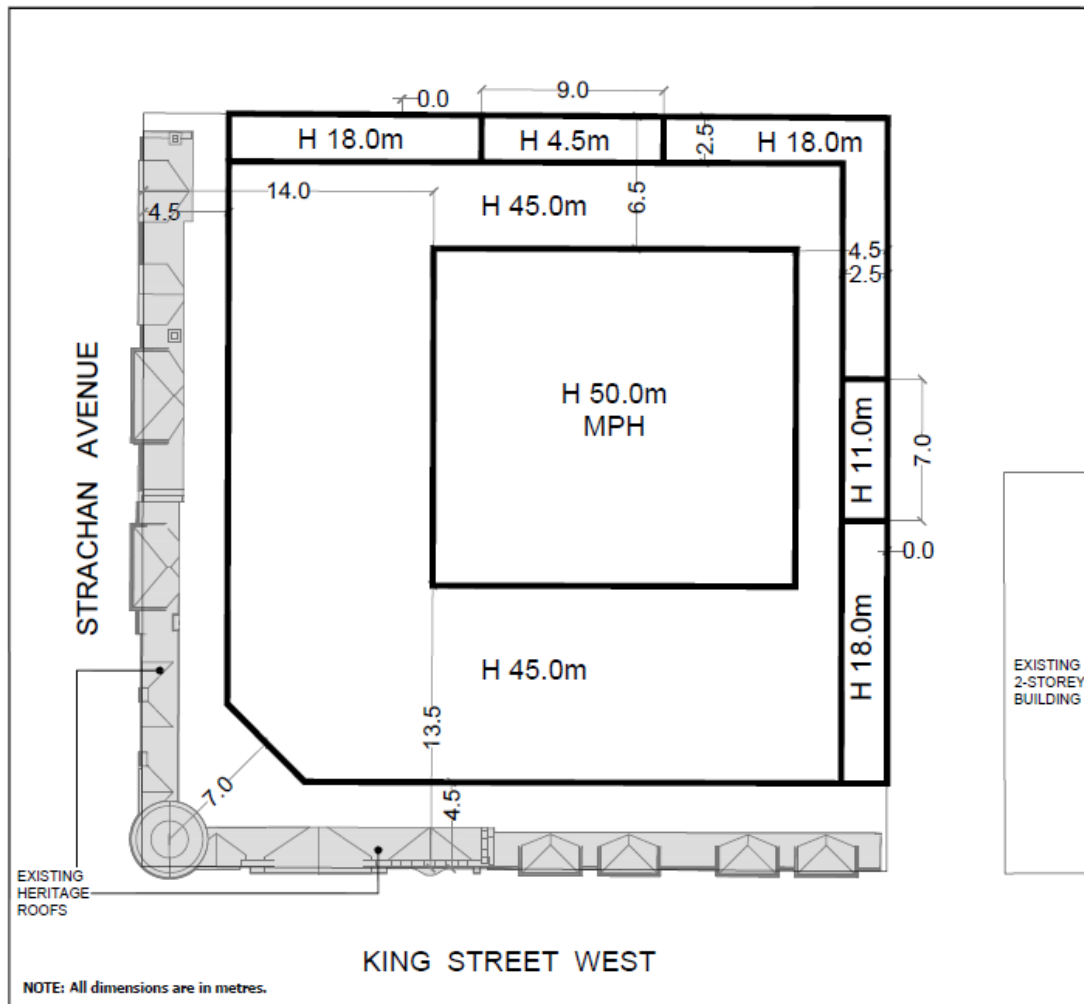 0.0
9.0
H 18.0m
H 4.5m
2.5
H 18.0m
14.0
4.5
H 45.0m
6.5
4.5
2.5
STRACHAN AVENUE
H 50.0m
MPH
H 11.0m
7.0
0.0
H 18.0m
H 45.0m
EXISTING
2-STOREY
BUILDING
13.5
7.0
4.5
EXISTING
HERITAGE
ROOFS
KING STREET WEST
NOTE: All dimensions are in metres.